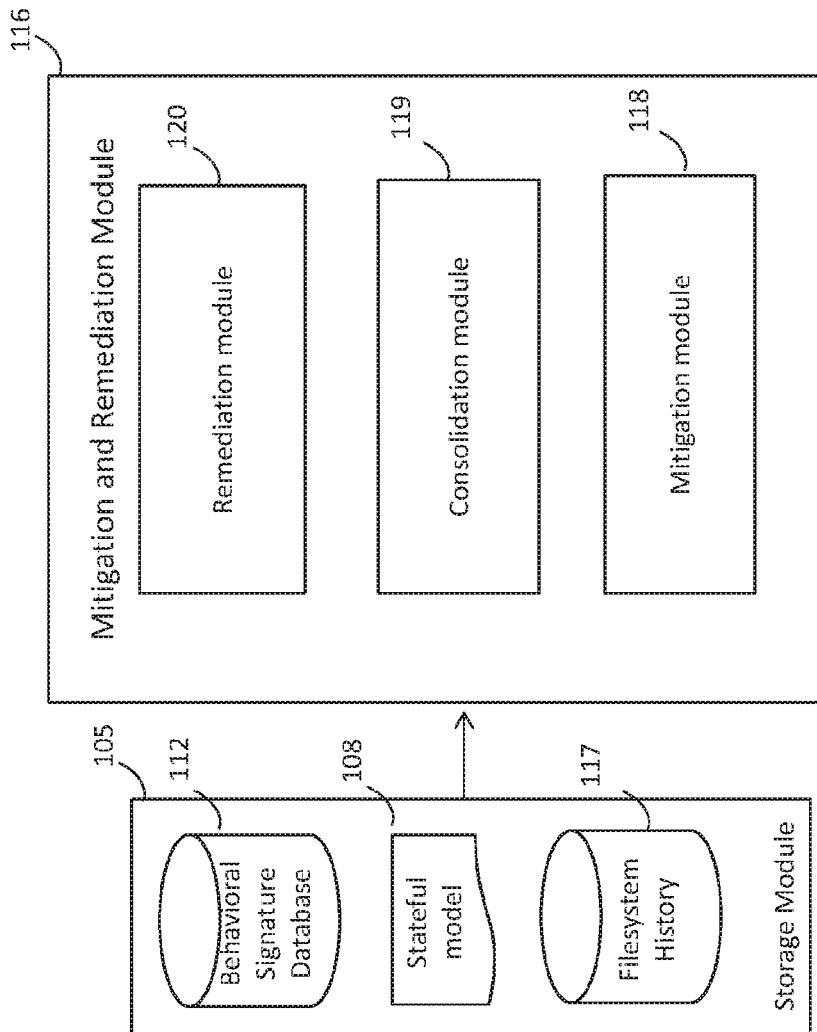 116
Mitigation and Remediation Module
120
Remediation module
119
Consolidation module
118
Mitigation module
105
112
Behavioral
Signature
Database
108
Stateful
model
117
Filesystem
History
Storage Module